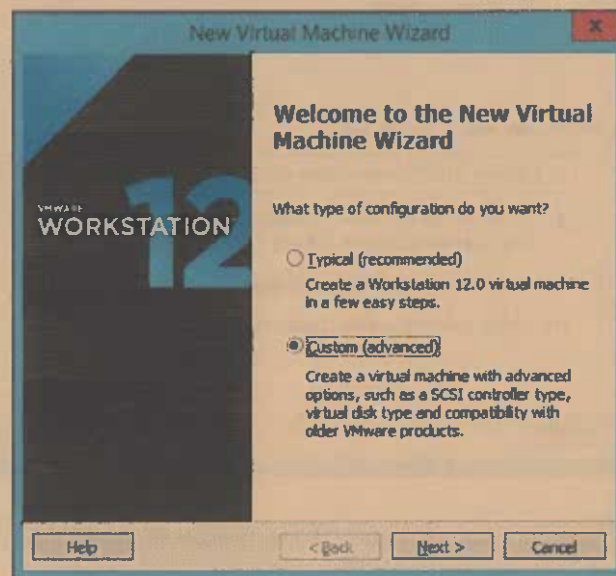 New Virtual Machine Wizard
Welcome to the New Virtual
Machine Wizard
VMWARE
WORKSTATION
12
What type of configuration do you want?
Typical (recommended)
Create a Workstation 12.0 virtual machine
in a few easy steps.
Custom (advanced)
Create a virtual machine with advanced
options, such as a SCSI controller type,
virtual disk type and compatibility with
older VMware products.
Help
< Back
Next >
Cancel